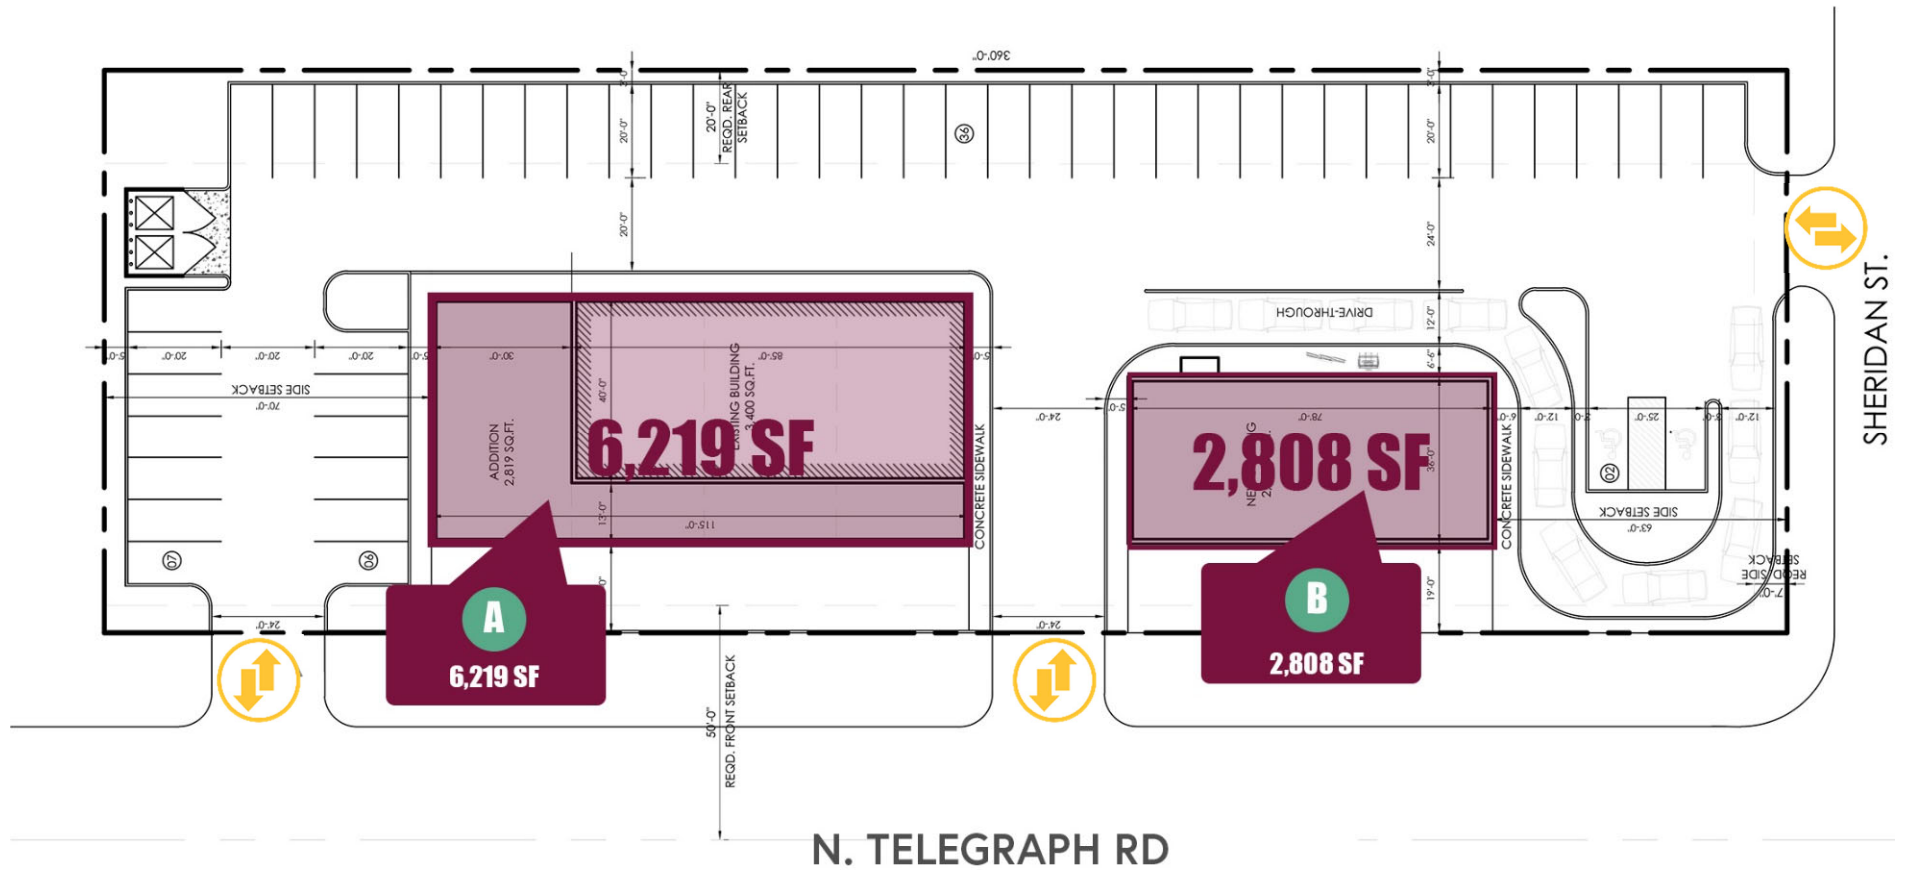 360'-0"
3'-0"
3'-0"
20'-0"
20'-0"
REQD. REAR
SETBACK
36
20'-0"
20'-0"
24'-0"
SHERIDAN ST.
DRIVE-THROUGH
12'-0"
6'-6"
5'-0"
20'-0"
20'-0"
20'-0"
5'-0"
30'-0"
85'-0"
5'-0"
SIDE SETBACK
70'-0"
40'-0"
EXISTING BUILDING
3,400 SQ.FT.
ADDITION
2,819 SQ.FT.
6,219 SF
13'-0"
115'-0"
CONCRETE SIDEWALK
24'-0"
5'-0"
78'-0"
36'-0"
2,808 SF
CONCRETE SIDEWALK
6'-6"
12'-0"
25'-0"
12'-0"
02
SIDE SETBACK
63'-0"
REQD. SIDE
SETBACK
7'-0"
07
06
24'-0"
24'-0"
19'-0"
A
6,219 SF
B
2,808 SF
50'-0"
REQD. FRONT SETBACK
N. TELEGRAPH RD